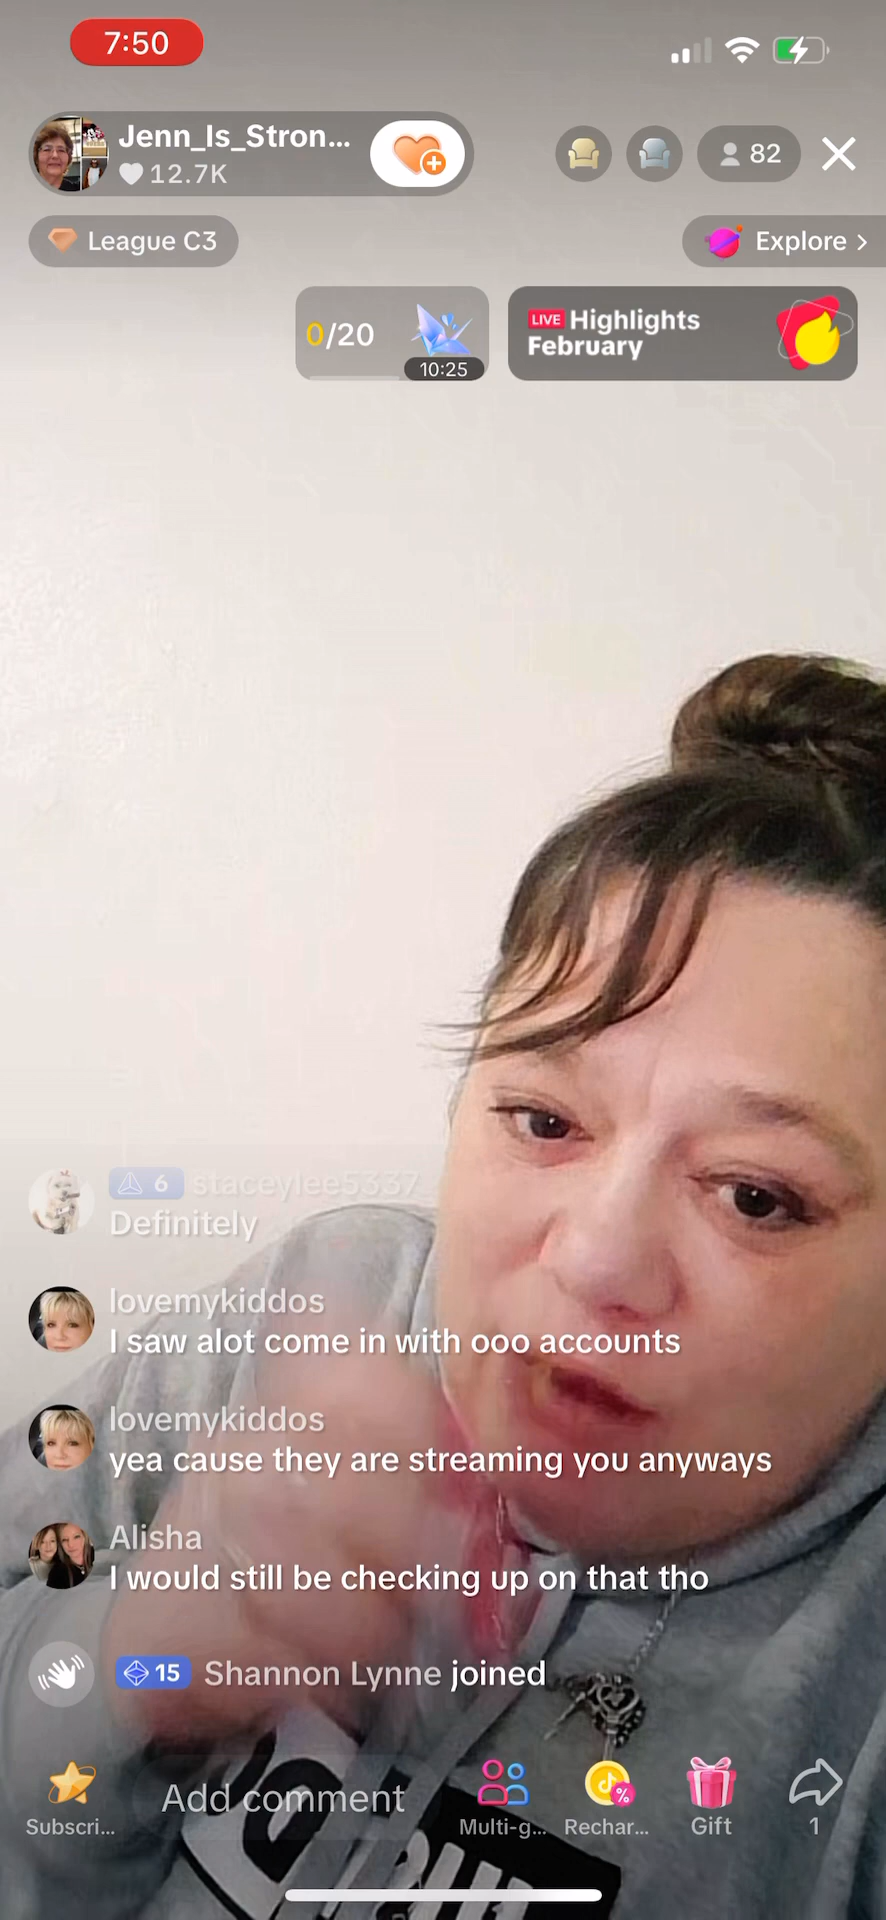 7:50
Jenn_Is_Stron...
12.7K
82
League C3
Explore >
0/20
10:25
LIVE Highlights
February
6 staceylee5337
Definitely
lovemykiddos
I saw alot come in with ooo accounts
lovemykiddos
yea cause they are streaming you anyways
Alisha
I would still be checking up on that tho
15 Shannon Lynne joined
Add comment
Subscri...
Multi-g...
Rechar...
Gift
1